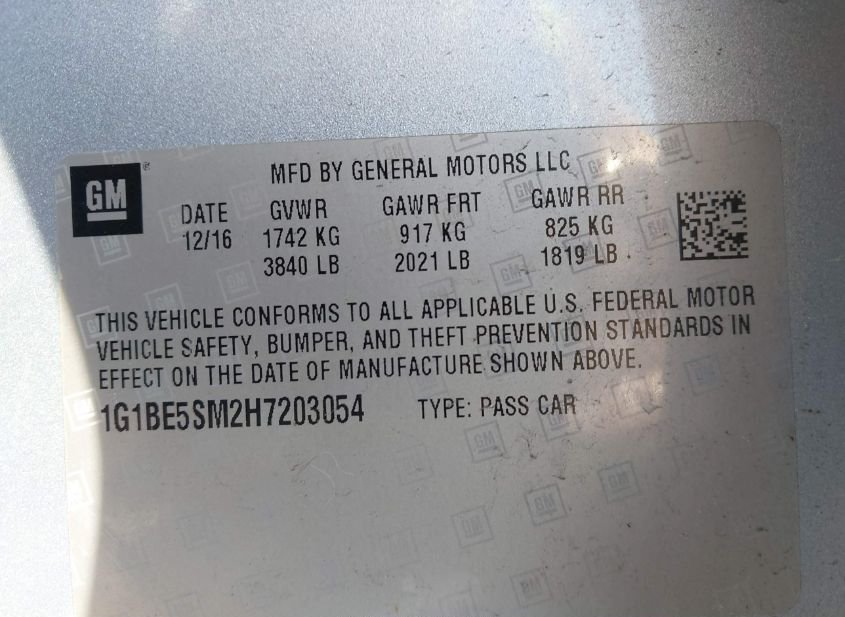 GM
MFD BY GENERAL MOTORS LLC
DATE GVWR GAWR FRT GAWR RR
12/16 1742 KG 917 KG 825 KG
3840 LB 2021 LB 1819 LB
THIS VEHICLE CONFORMS TO ALL APPLICABLE U.S. FEDERAL MOTOR
VEHICLE SAFETY, BUMPER, AND THEFT PREVENTION STANDARDS IN
EFFECT ON THE DATE OF MANUFACTURE SHOWN ABOVE.
1G1BE5SM2H7203054 TYPE: PASS CAR